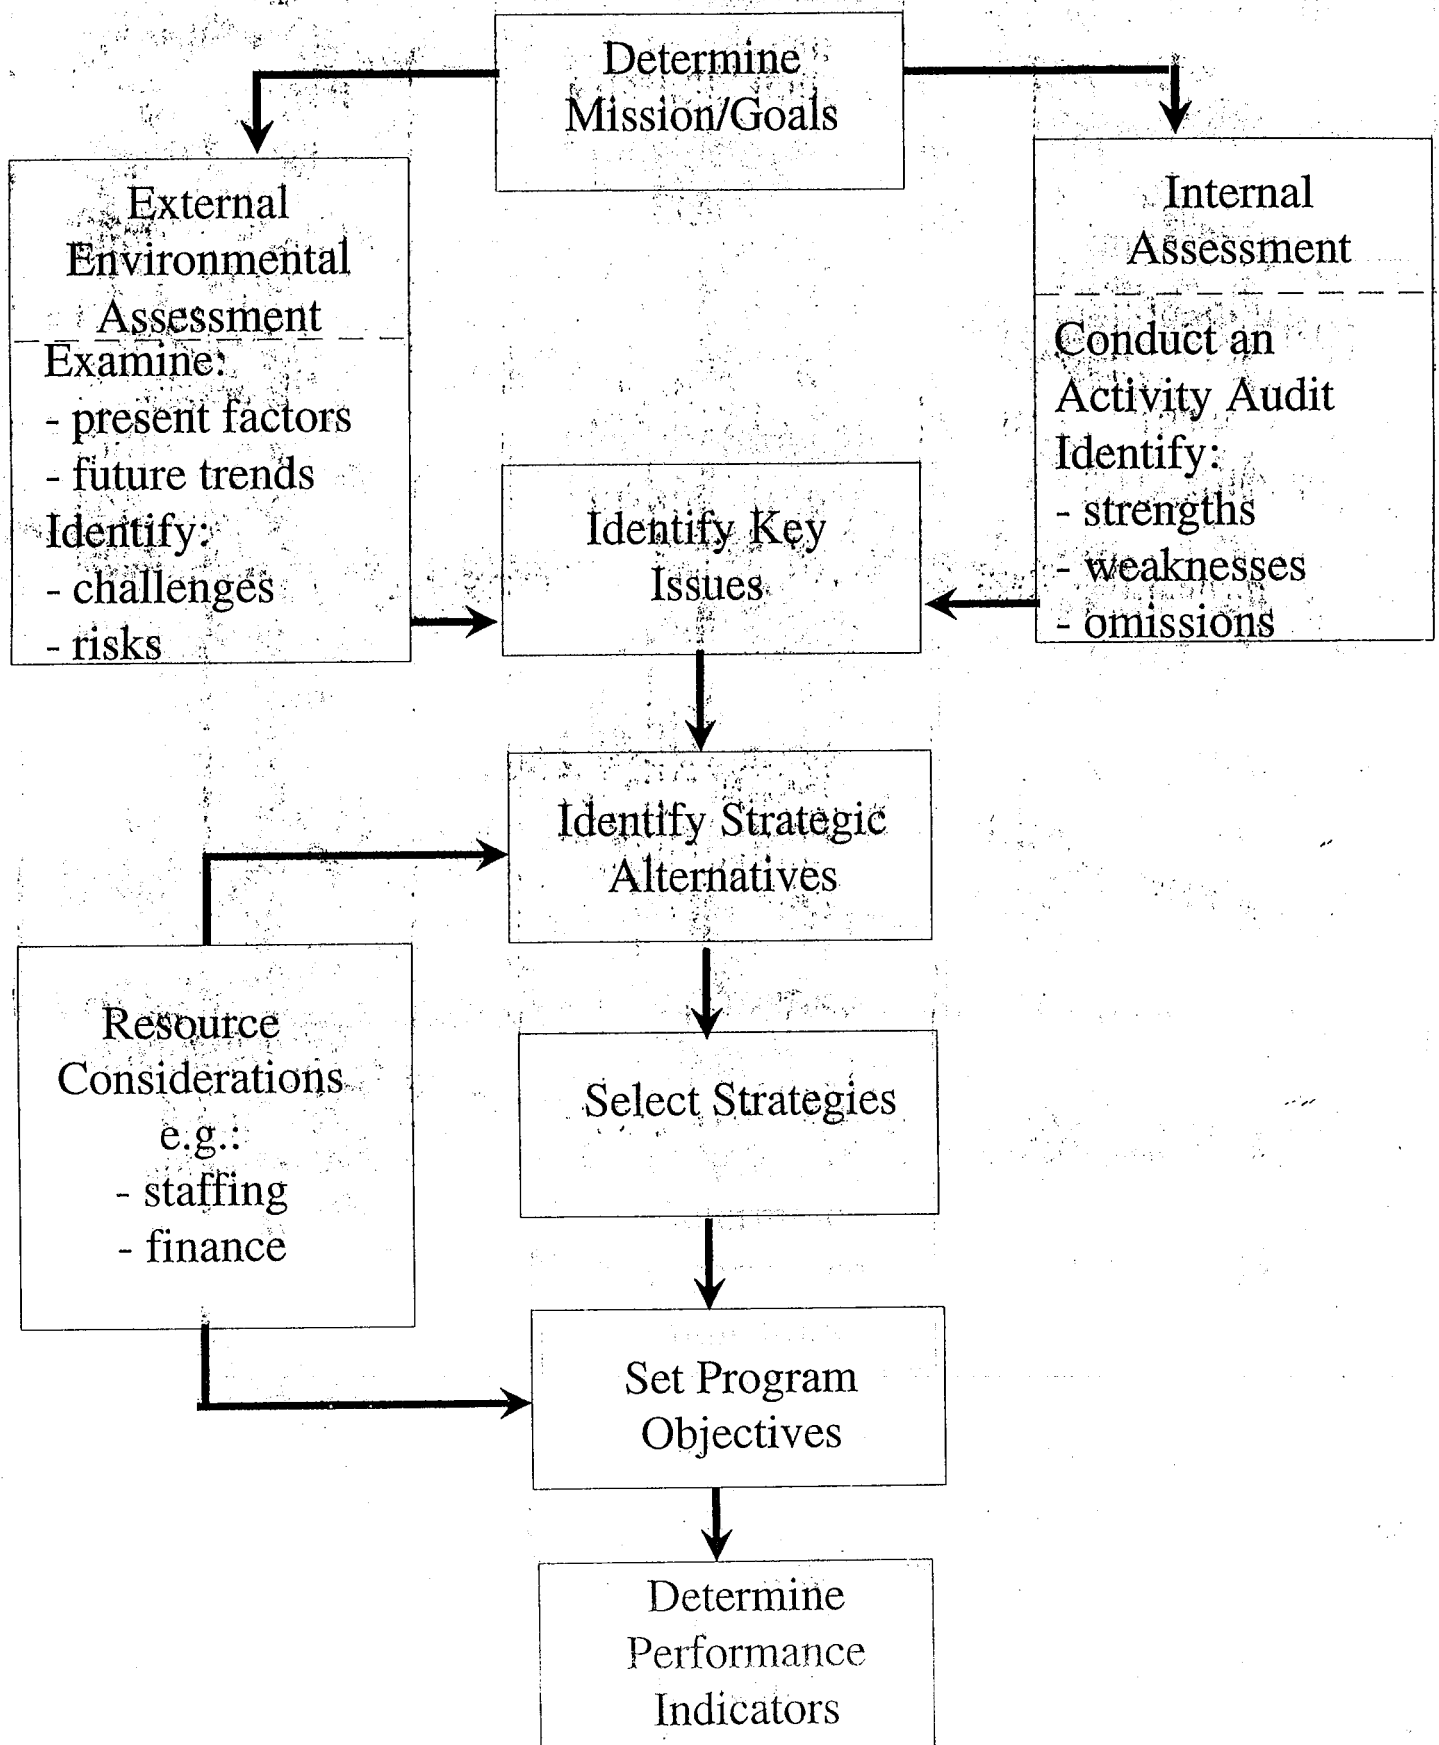 Determine
Mission/Goals
External
Environmental
Assessment
Examine:
- present factors
- future trends
Identify:
- challenges
- risks
Internal
Assessment
Conduct an
Activity Audit
Identify:
- strengths
- weaknesses
- omissions
Identify Key
Issues
Identify Strategic
Alternatives
Resource
Considerations
e.g.:
- staffing
- finance
Select Strategies
Set Program
Objectives
Determine
Performance
Indicators